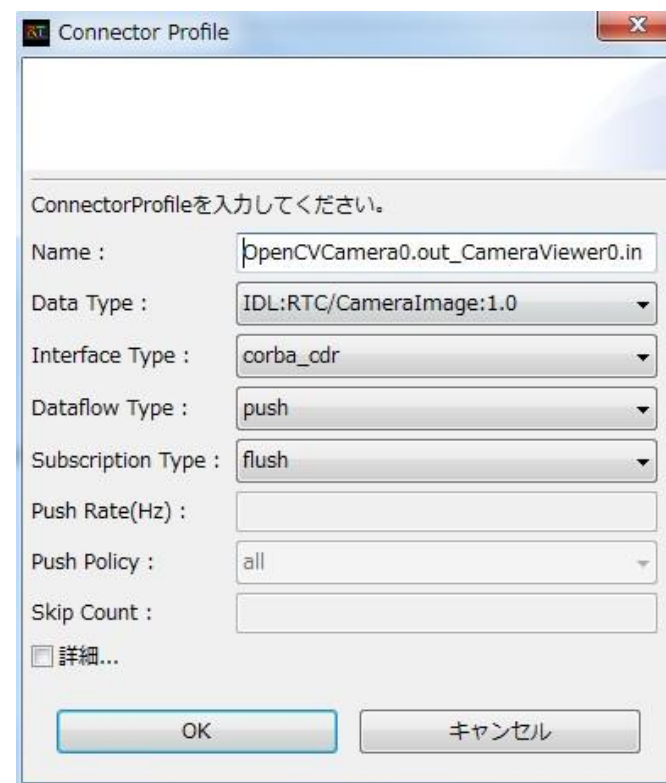 RT Connector Profile
ConnectorProfileを入力してください。
Name : OpenCVCamera0.out_CameraViewer0.in
Data Type : IDL:RTC/CameraImage:1.0
Interface Type : corba_cdr
Dataflow Type : push
Subscription Type : flush
Push Rate(Hz) :
Push Policy : all
Skip Count :
詳細...
OK キャンセル